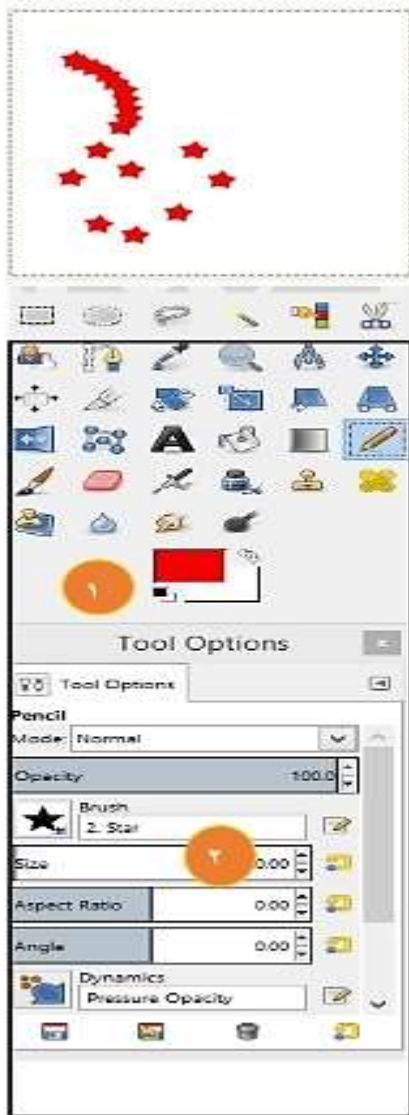 ١
Tool Options
Tool Options
Pencil
Mode: Normal
Opacity 100.0
Brush
2. Star
٢
Size 0.00
Aspect Ratio 0.00
Angle 0.00
Dynamics
Pressure Opacity